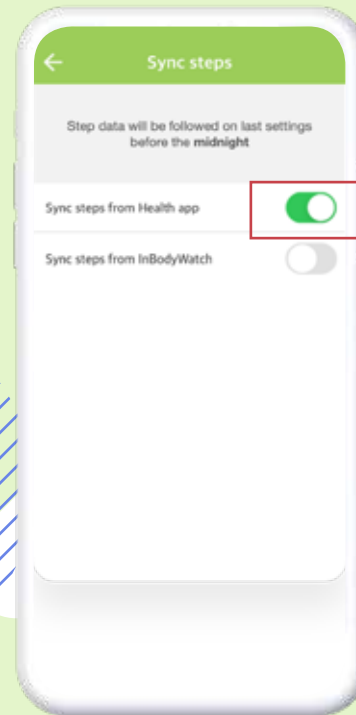 Sync steps
Step data will be followed on last settings
before the midnight
Sync steps from Health app
Sync steps from InBodyWatch